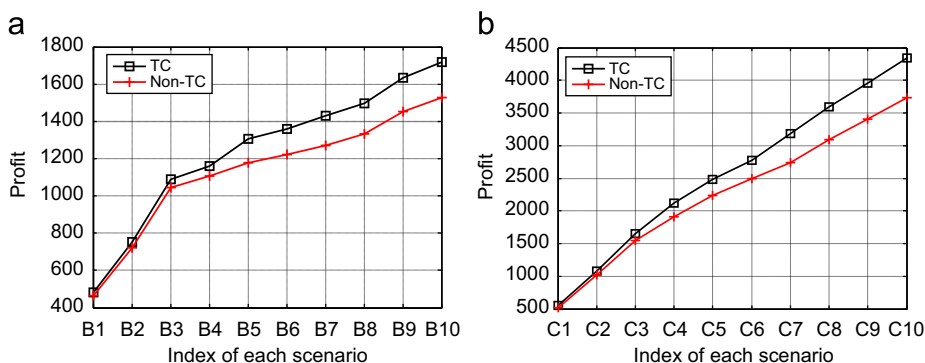 a
1800
1600
1400
1200
1000
800
600
400
Profit
TC
Non-TC
B1 B2 B3 B4 B5 B6 B7 B8 B9 B10
Index of each scenario
b
4500
4000
3500
3000
2500
2000
1500
1000
500
Profit
TC
Non-TC
C1 C2 C3 C4 C5 C6 C7 C8 C9 C10
Index of each scenario